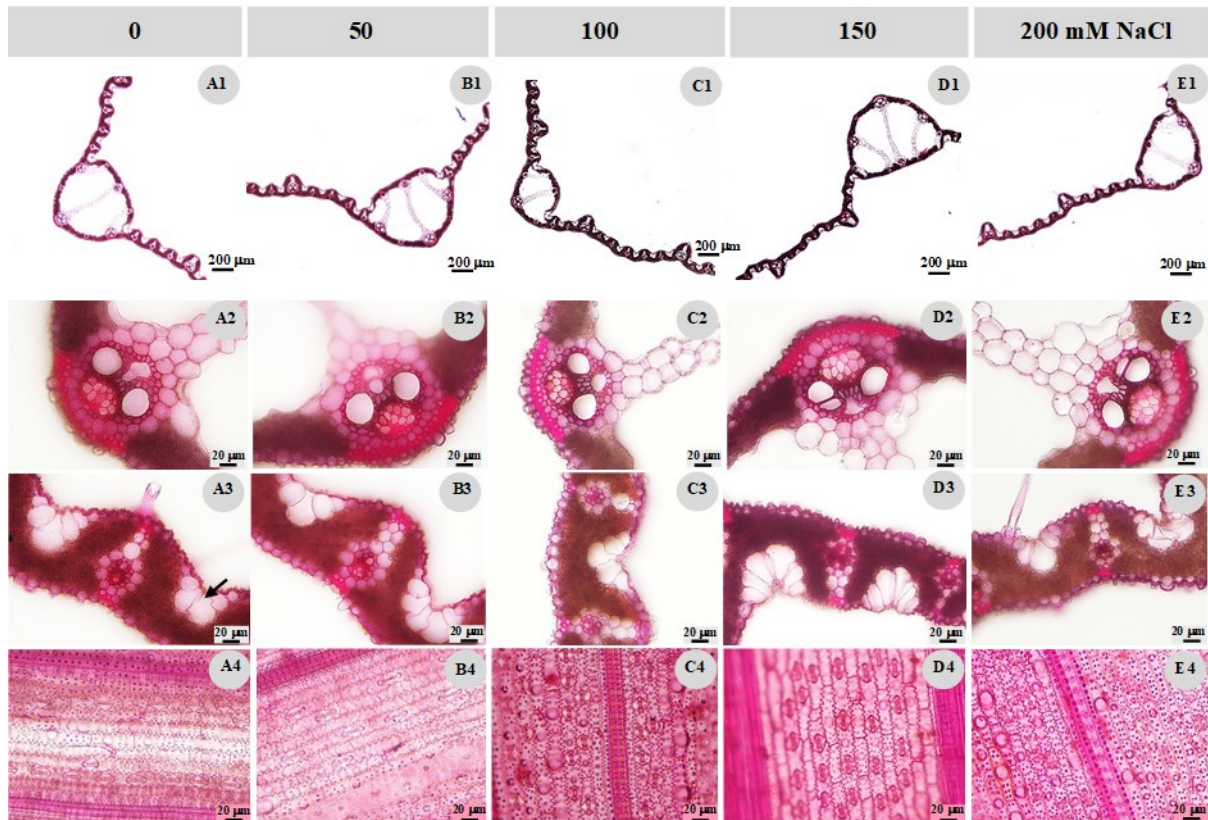 0 50 100 150 200 mM NaCl
A1 B1 C1 D1 E1
200 µm 200 µm 200 µm 200 µm 200 µm
A2 B2 C2 D2 E2
20 µm 20 µm 20 µm 20 µm 20 µm
A3 B3 C3 D3 E3
20 µm 20 µm 20 µm 20 µm 20 µm
A4 B4 C4 D4 E4
20 µm 20 µm 20 µm 20 µm 20 µm